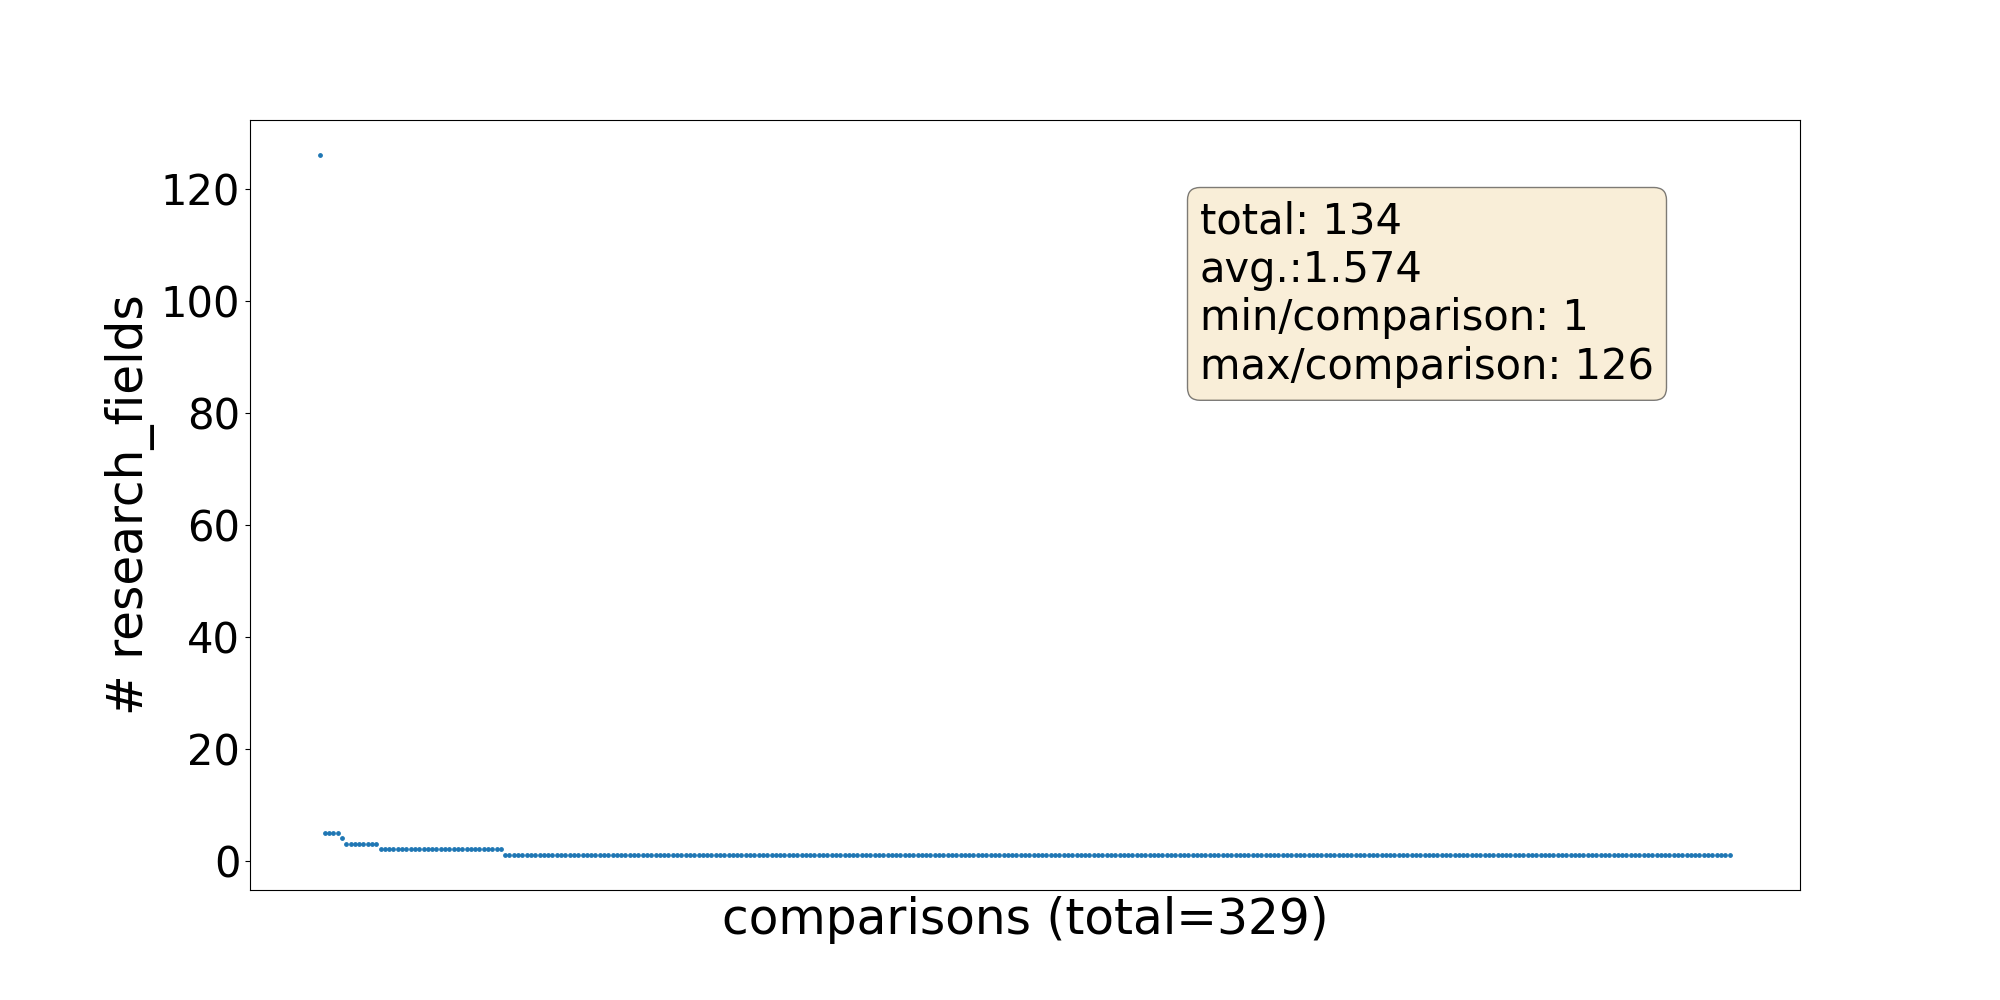 120
100
80
60
40
20
0
# research_fields
total: 134
avg.:1.574
min/comparison: 1
max/comparison: 126
comparisons (total=329)